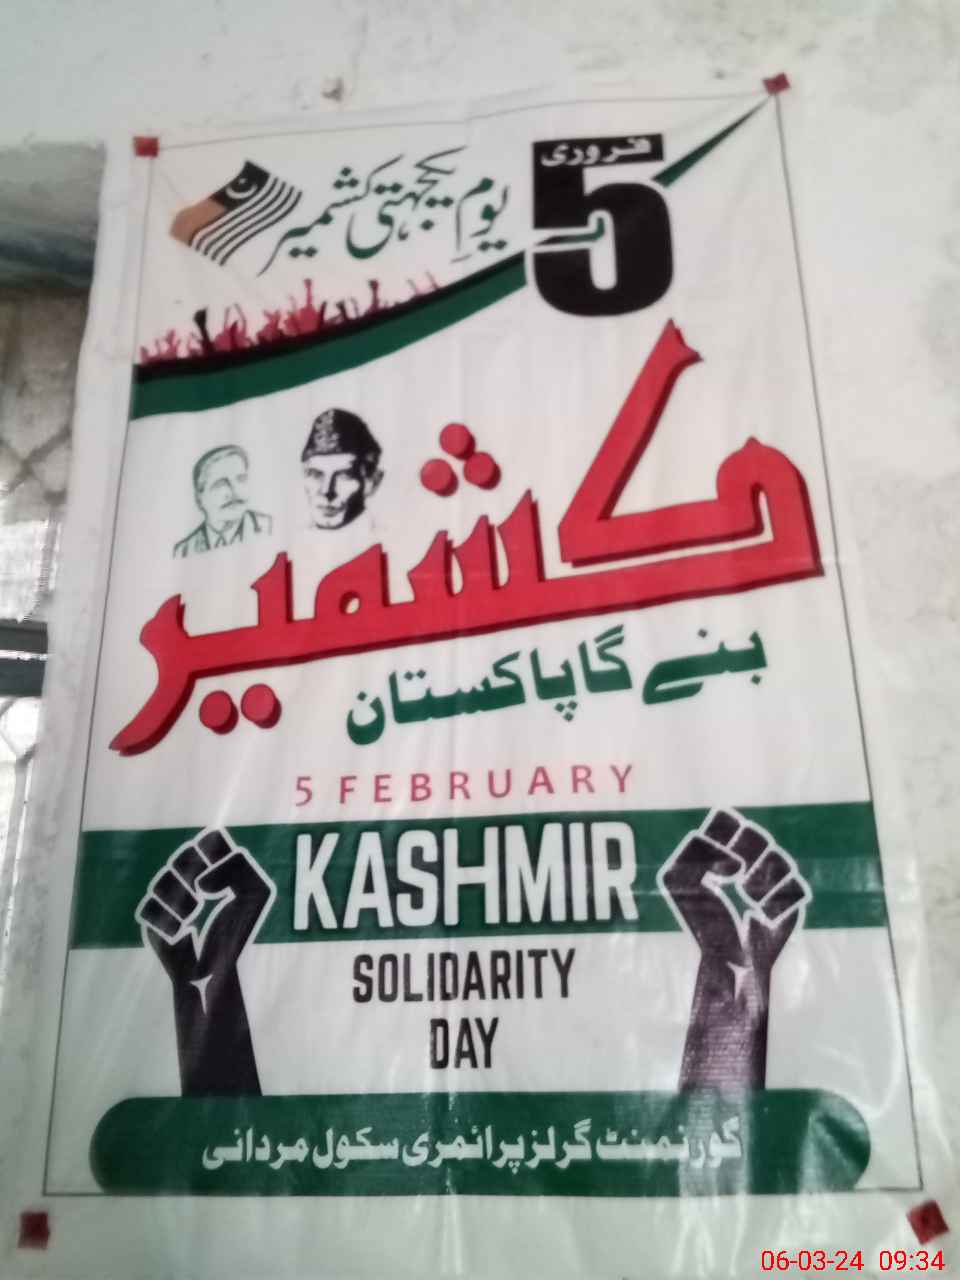 فروری
5
یومِ یکجہتی کشمیر
کشمیر
بنے گا پاکستان
5 FEBRUARY
KASHMIR
SOLIDARITY
DAY
گورنمنٹ گرلز پرائمری سکول مردانی
06-03-24 09:34